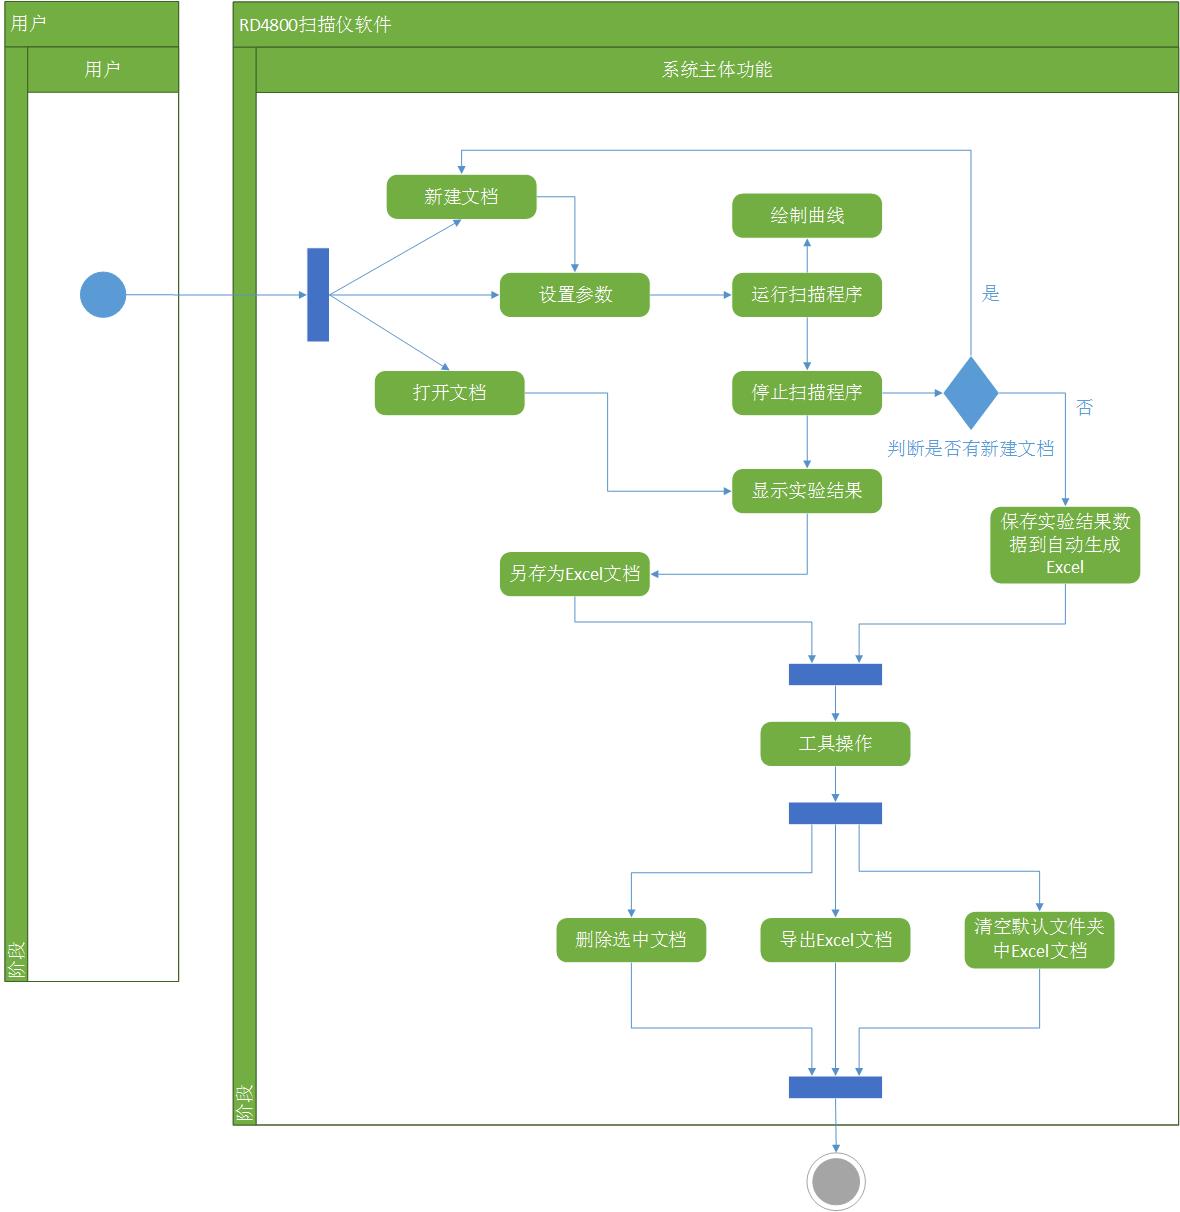 用户
RD4800扫描仪软件
用户
系统主体功能
新建文档
绘制曲线
设置参数
运行扫描程序
是
打开文档
停止扫描程序
否
判断是否有新建文档
显示实验结果
保存实验结果数
据到自动生成
Excel
另存为Excel文档
工具操作
删除选中文档
导出Excel文档
清空默认文件夹
中Excel文档
阶段
阶段